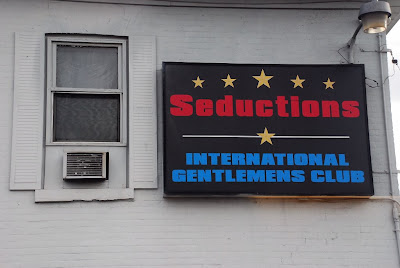 Seductions
INTERNATIONAL
GENTLEMENS CLUB